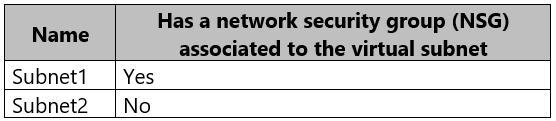 Name
Has a network security group (NSG)
associated to the virtual subnet
Subnet1 Yes
Subnet2 No